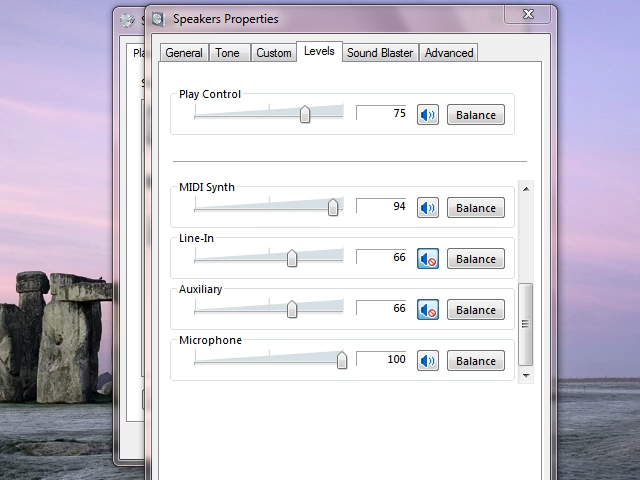 Speakers Properties
General Tone Custom Levels Sound Blaster Advanced
Play Control
75 Balance
MIDI Synth
94 Balance
Line-In
66 Balance
Auxiliary
66 Balance
Microphone
100 Balance